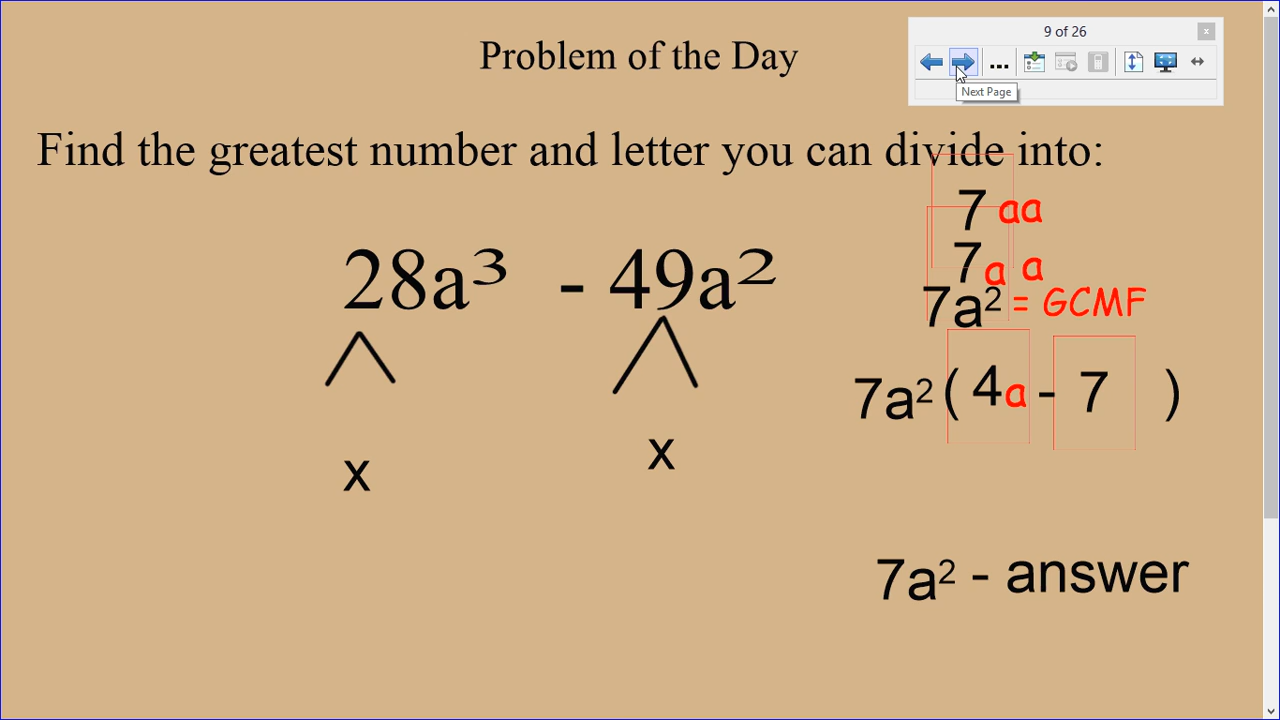 Problem of the Day
9 of 26
Next Page
Find the greatest number and letter you can divide into:
7 aa
28a³ - 49a²
7a a
7a² = GCMF
7a² ( 4a - 7 )
x
x
7a² - answer